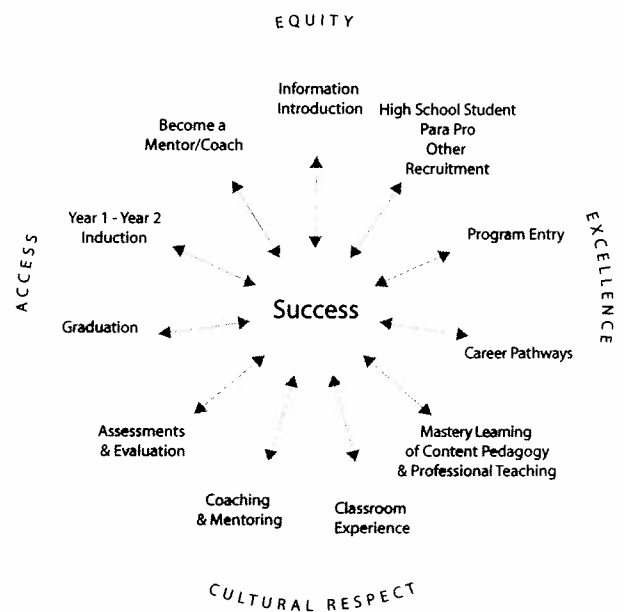 EQUITY
Information
Introduction
High School Student
Para Pro
Other
Recruitment
Become a
Mentor/Coach
Year 1 - Year 2
Induction
Program Entry
ACCESS
EXCELLENCE
Success
Graduation
Career Pathways
Assessments
& Evaluation
Mastery Learning
of Content Pedagogy
& Professional Teaching
Coaching
& Mentoring
Classroom
Experience
CULTURAL RESPECT